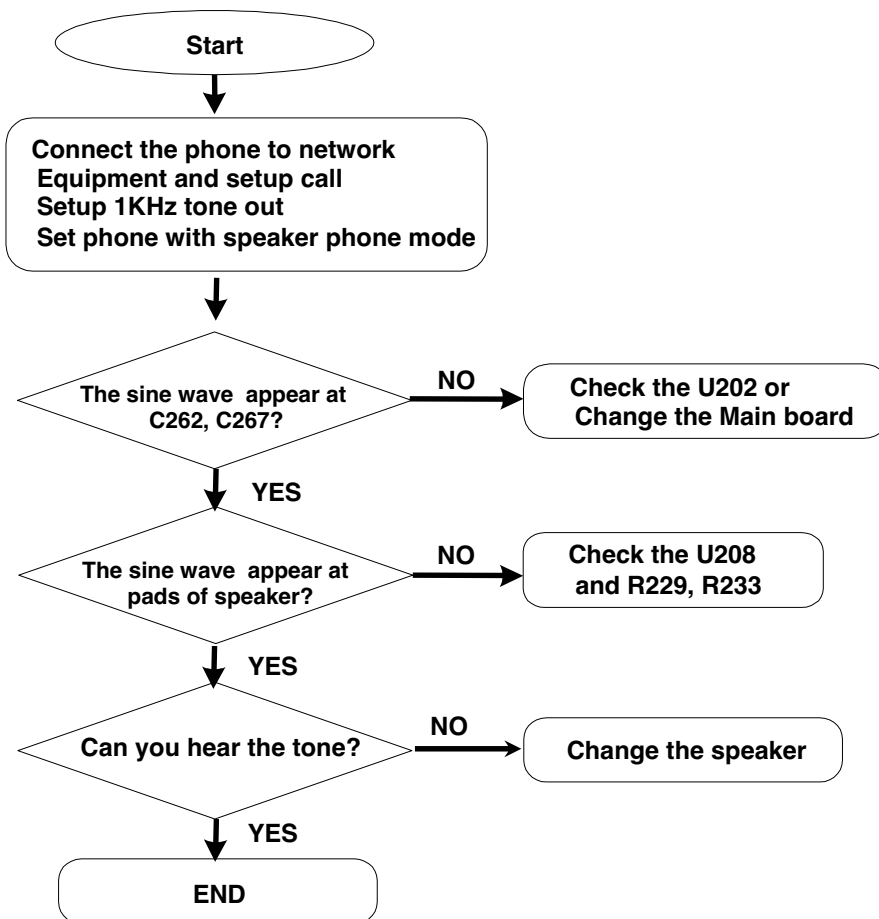 Start
Connect the phone to network
Equipment and setup call
Setup 1KHz tone out
Set phone with speaker phone mode
The sine wave appear at
C262, C267?
NO
Check the U202 or
Change the Main board
YES
The sine wave appear at
pads of speaker?
NO
Check the U208
and R229, R233
YES
Can you hear the tone?
NO
Change the speaker
YES
END